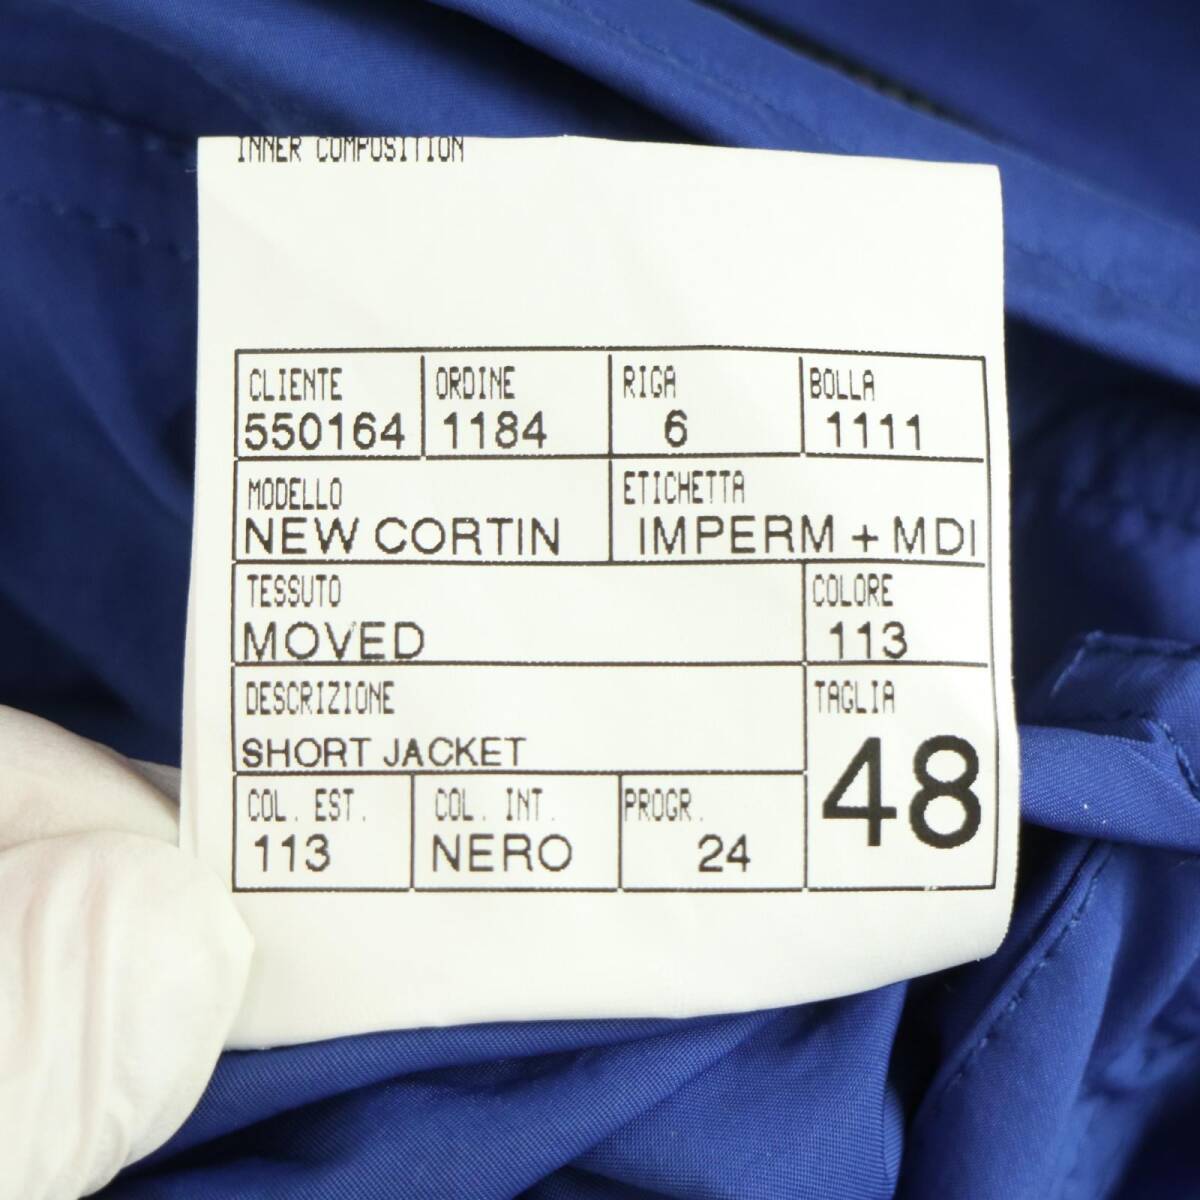 INNER COMPOSITION
CLIENTE ORDINE RIGA BOLLA
550164 1184 6 1111
MODELLO ETICHETTA
NEW CORTIN IMPERM + MDI
TESSUTO COLORE
MOVED 113
DESCRIZIONE TAGLIA
SHORT JACKET 48
COL. EST. COL. INT. PROGR.
113 NERO 24